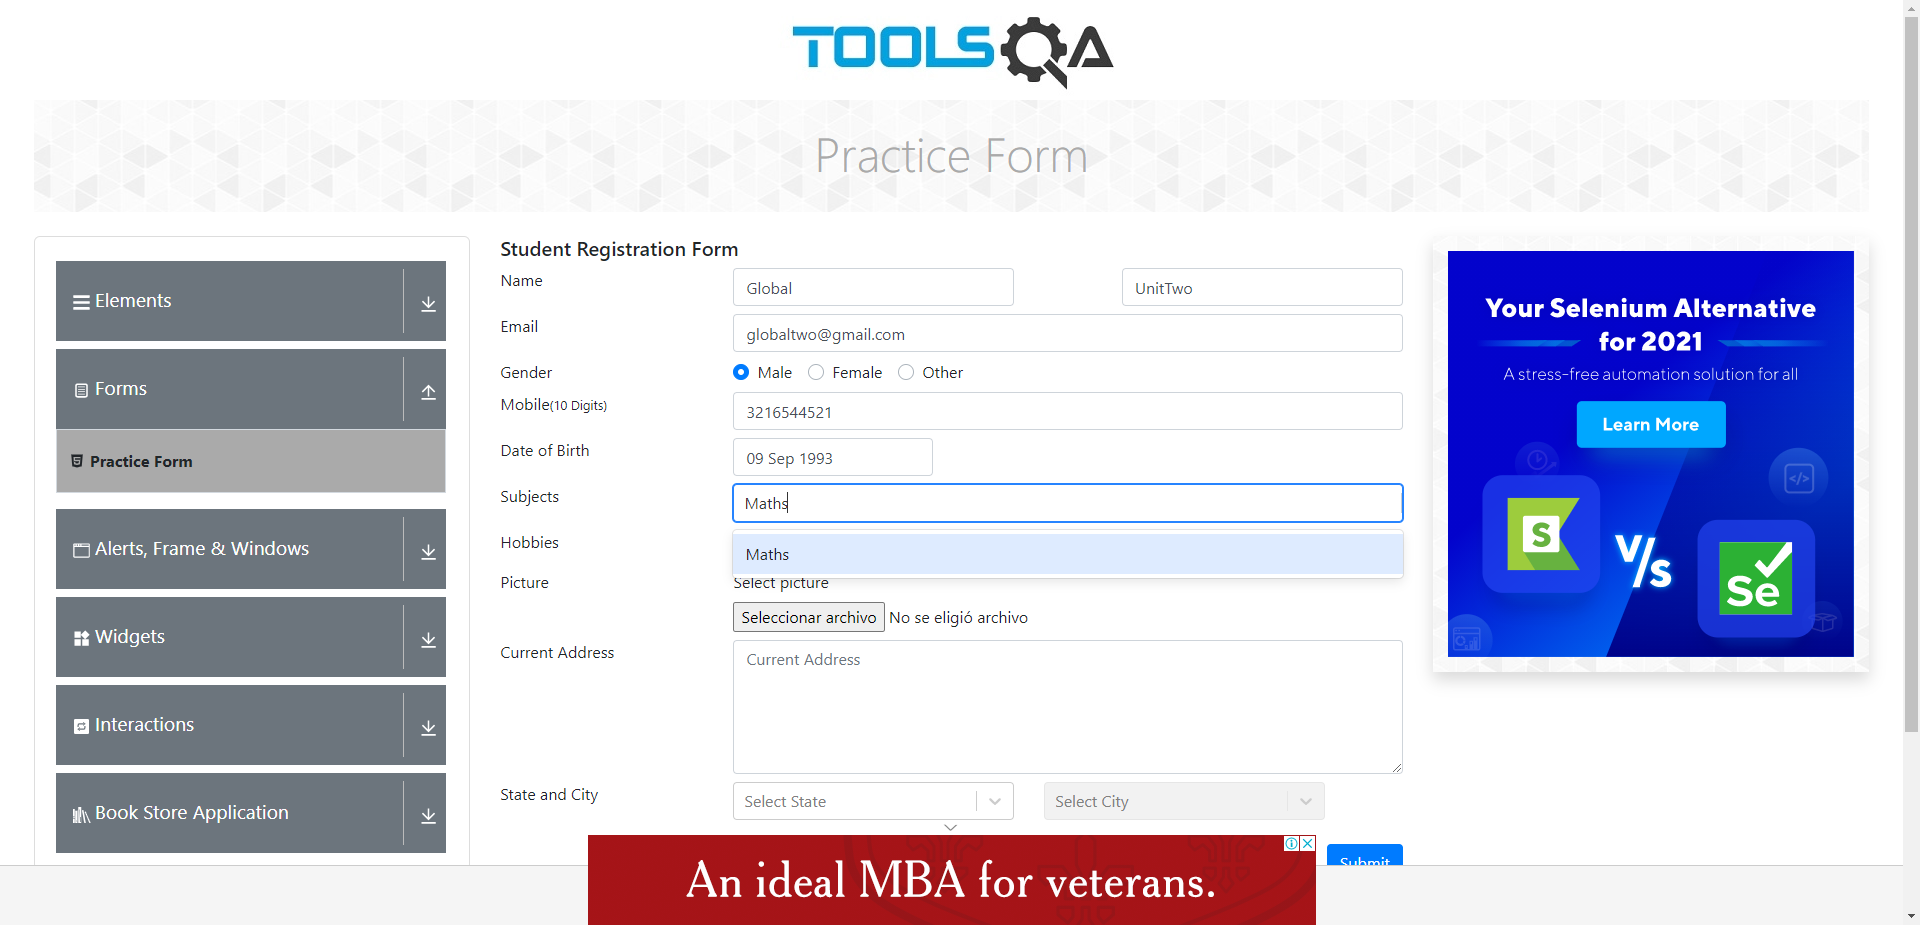 TOOLSQA
Practice Form
Elements
Forms
Practice Form
Alerts, Frame & Windows
Widgets
Interactions
Book Store Application
Student Registration Form
Name
Global
UnitTwo
Email
globaltwo@gmail.com
Gender
Male
Female
Other
Mobile(10 Digits)
3216544521
Date of Birth
09 Sep 1993
Subjects
Maths
Hobbies
Maths
Picture
Select picture
Seleccionar archivo
No se eligió archivo
Current Address
Current Address
State and City
Select State
Select City
Submit
Your Selenium Alternative
for 2021
A stress-free automation solution for all
Learn More
S
V/s
Se
An ideal MBA for veterans.